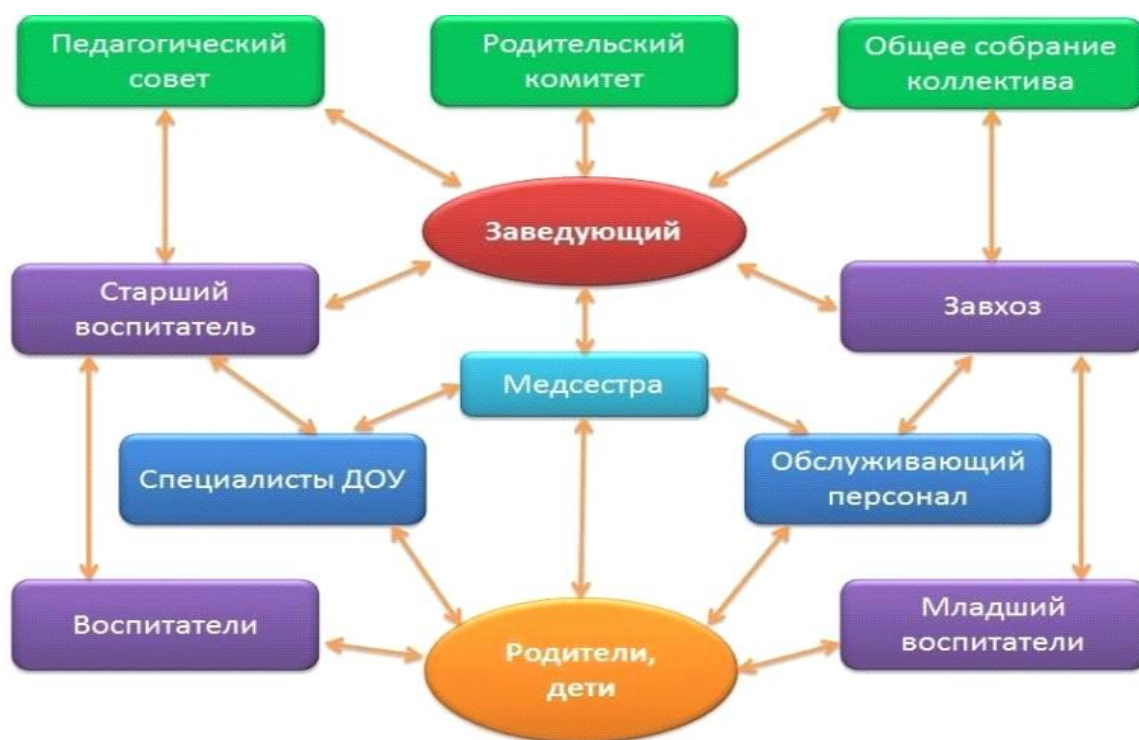 Педагогический
совет
Родительский
комитет
Общее собрание
коллектива
Заведующий
Старший
воспитатель
Завхоз
Медсестра
Специалисты ДОУ
Обслуживающий
персонал
Воспитатели
Родители,
дети
Младший
воспитатели